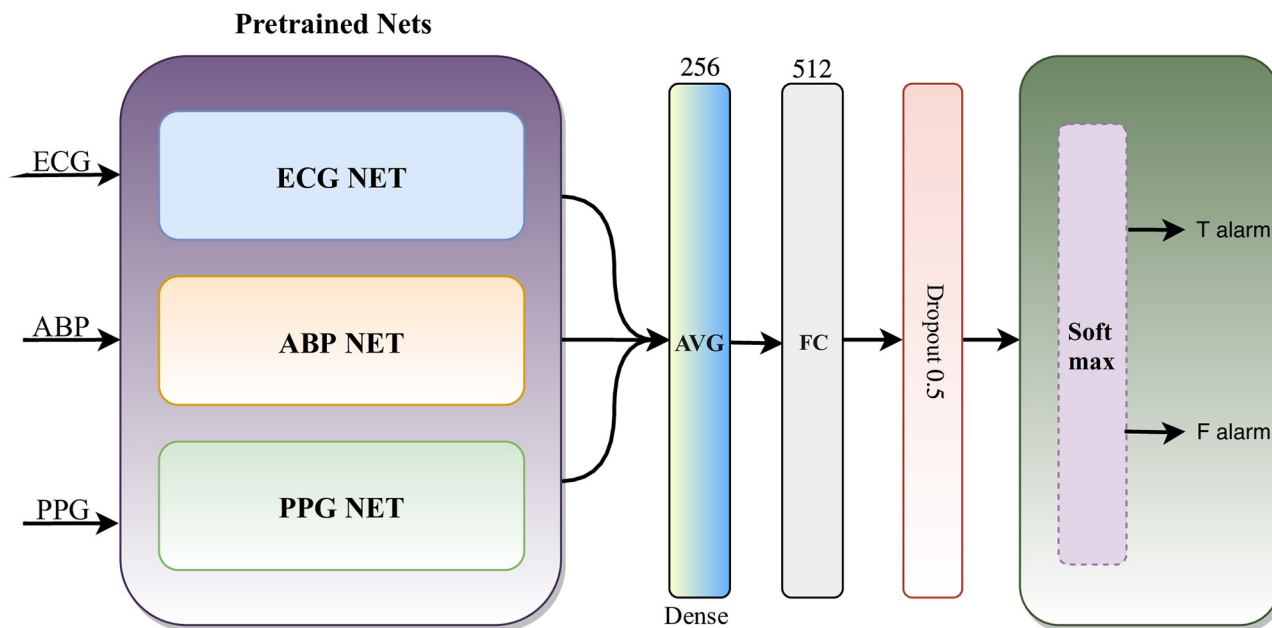 Pretrained Nets
ECG
ABP
PPG
ECG NET
ABP NET
PPG NET
256
AVG
Dense
512
FC
Dropout 0.5
Soft
max
T alarm
F alarm